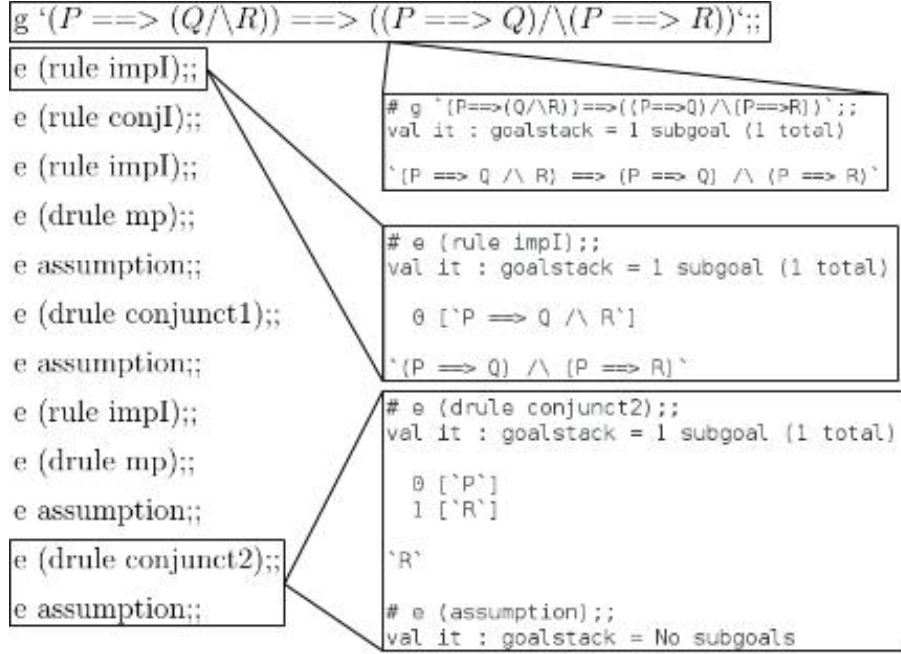 g ‘(P ==> (Q/\R)) ==> ((P ==> Q)/\(P ==> R))‘;;
e (rule impI);;
e (rule conjI);;
e (rule impI);;
e (drule mp);;
e assumption;;
e (drule conjunct1);;
e assumption;;
e (rule impI);;
e (drule mp);;
e assumption;;
e (drule conjunct2);;
e assumption;;
# g `(P==>(Q/\R))==>((P==>Q)/\(P==>R))`;;
val it : goalstack = 1 subgoal (1 total)
`(P ==> Q /\ R) ==> (P ==> Q) /\ (P ==> R)`
# e (rule impI);;
val it : goalstack = 1 subgoal (1 total)
0 [`P ==> Q /\ R`]
`(P ==> Q) /\ (P ==> R)`
# e (drule conjunct2);;
val it : goalstack = 1 subgoal (1 total)
0 [`P`]
1 [`R`]
`R`
# e (assumption);;
val it : goalstack = No subgoals